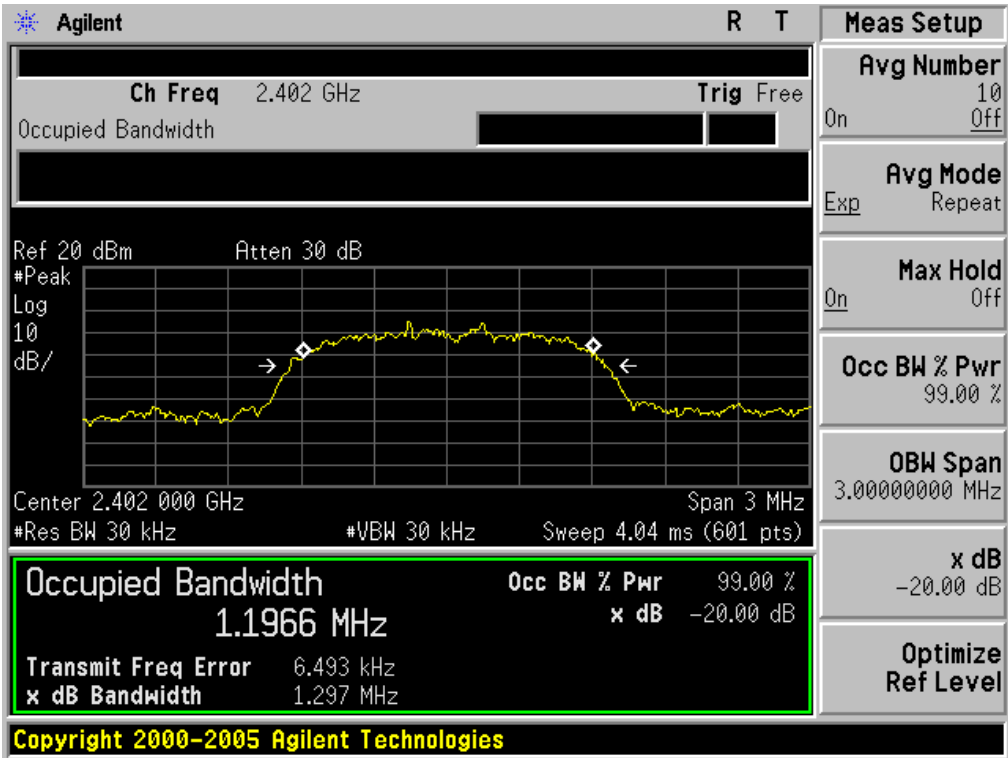 Agilent R T
Meas Setup
Ch Freq 2.402 GHz Trig Free
Occupied Bandwidth
Ref 20 dBm Atten 30 dB
#Peak
Log
10
dB/
Center 2.402 000 GHz Span 3 MHz
#Res BW 30 kHz #VBW 30 kHz Sweep 4.04 ms (601 pts)
Occupied Bandwidth Occ BW % Pwr 99.00 %
1.1966 MHz x dB -20.00 dB
Transmit Freq Error 6.493 kHz
x dB Bandwidth 1.297 MHz
Avg Number
10
On Off
Avg Mode
Exp Repeat
Max Hold
On Off
Occ BW % Pwr
99.00 %
OBW Span
3.00000000 MHz
x dB
-20.00 dB
Optimize
Ref Level
Copyright 2000-2005 Agilent Technologies